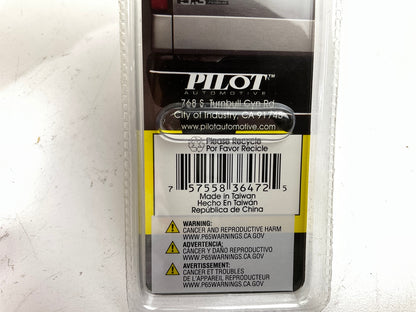 PILOT™
AUTOMOTIVE
768 S. Turnbull Cyn Rd
City of Industry, CA 91745
www.pilotautomotive.com
Please Recycle
Por Favor Recicle
7 57558 36472 5
Made in Taiwan
Hecho En Taiwan
República de China
WARNING:
CANCER AND REPRODUCTIVE HARM
WWW.P65WARNINGS.CA.GOV
ADVERTENCIA;
CÁNCER Y DAÑO REPRODUCTIVO
WWW.P65WARNINGS.CA.GOV
AVERTISSEMENT:
CANCER ET TROUBLES
DE L'APPAREIL REPRODUCTEUR
WWW.P65WARNINGS.CA.GOV